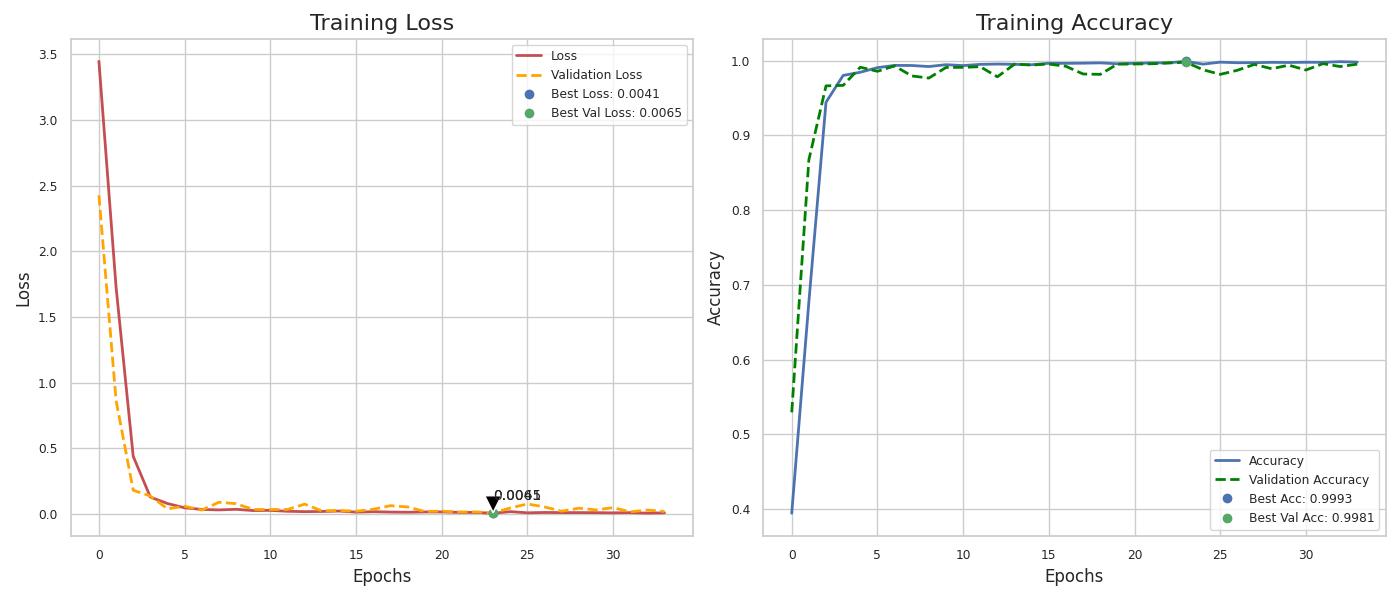 Training Loss
3.5
3.0
2.5
2.0
1.5
1.0
0.5
0.0
Loss
Loss
Validation Loss
Best Loss: 0.0041
Best Val Loss: 0.0065
0 5 10 15 20 25 30
Epochs
Training Accuracy
1.0
0.9
0.8
0.7
0.6
0.5
0.4
Accuracy
Accuracy
Validation Accuracy
Best Acc: 0.9993
Best Val Acc: 0.9981
0 5 10 15 20 25 30
Epochs